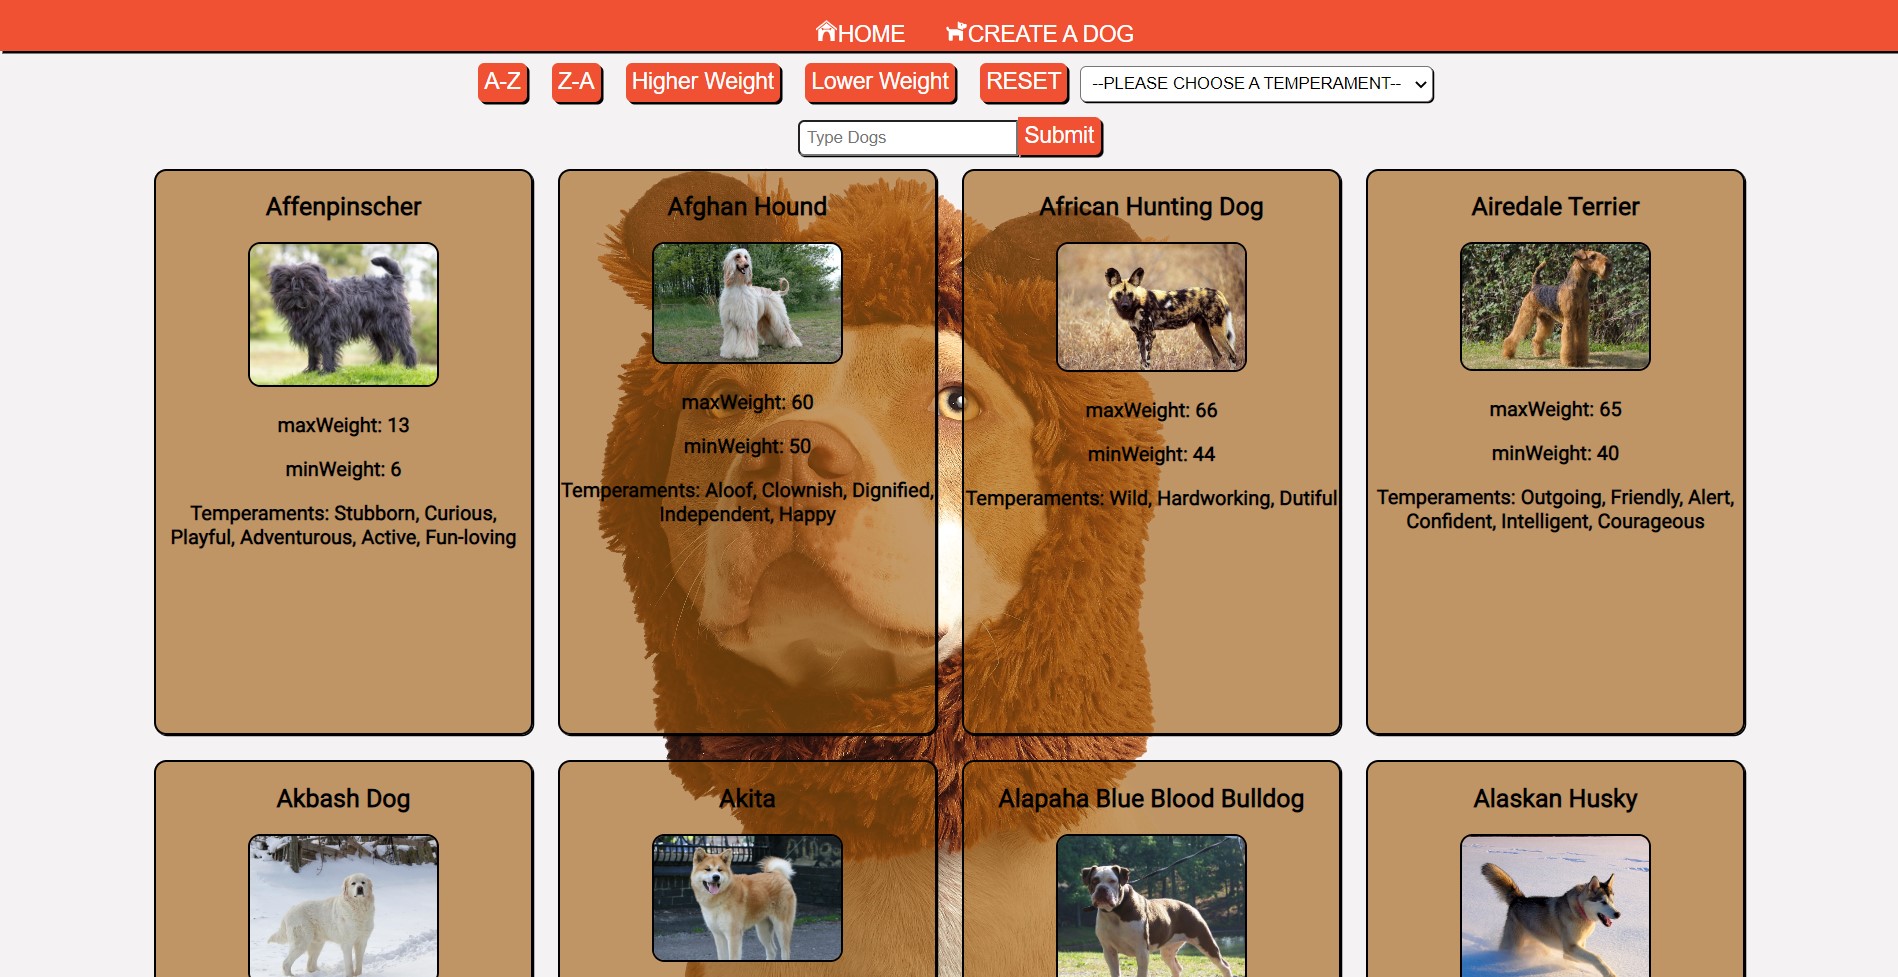 HOME CREATE A DOG
A-Z Z-A Higher Weight Lower Weight RESET --PLEASE CHOOSE A TEMPERAMENT--
Type Dogs Submit
Affenpinscher
maxWeight: 13
minWeight: 6
Temperaments: Stubborn, Curious,
Playful, Adventurous, Active, Fun-loving
Afghan Hound
maxWeight: 60
minWeight: 50
Temperaments: Aloof, Clownish, Dignified,
Independent, Happy
African Hunting Dog
maxWeight: 66
minWeight: 44
Temperaments: Wild, Hardworking, Dutiful
Airedale Terrier
maxWeight: 65
minWeight: 40
Temperaments: Outgoing, Friendly, Alert,
Confident, Intelligent, Courageous
Akbash Dog
Akita
Alapaha Blue Blood Bulldog
Alaskan Husky